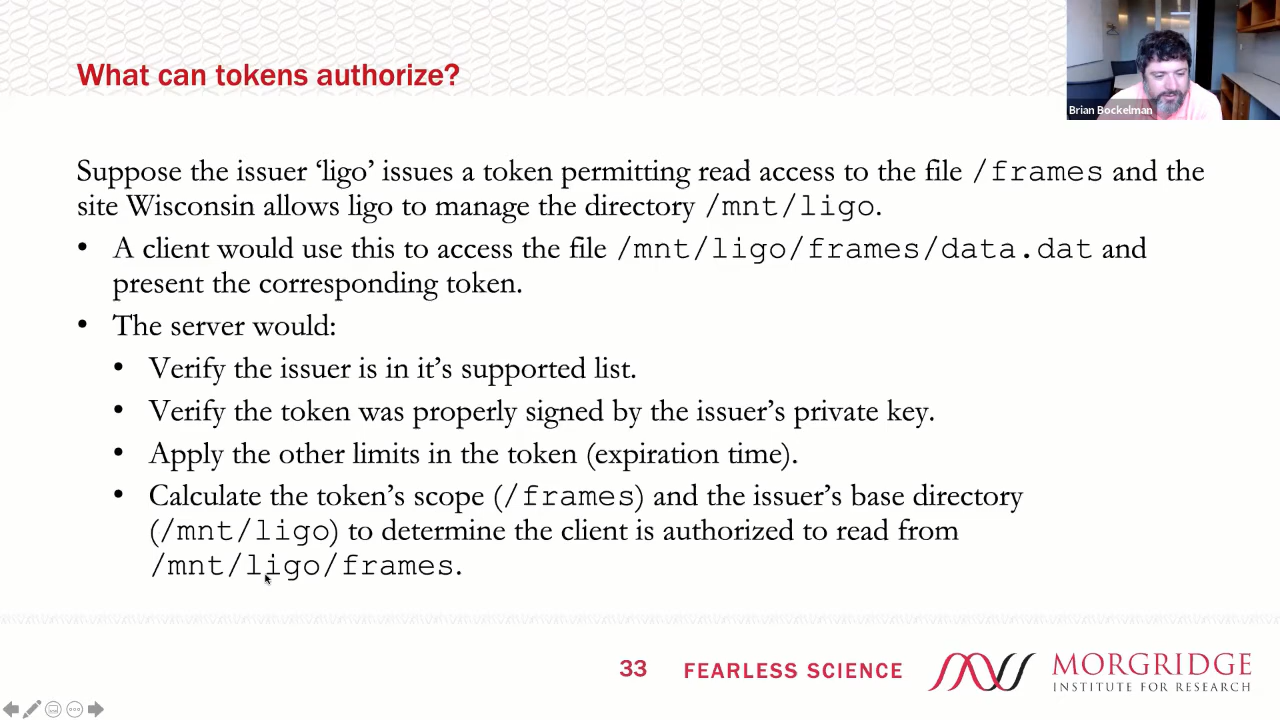 What can tokens authorize?
Brian Bockelman
Suppose the issuer ‘ligo’ issues a token permitting read access to the file /frames and the
site Wisconsin allows ligo to manage the directory /mnt/ligo.
• A client would use this to access the file /mnt/ligo/frames/data.dat and
present the corresponding token.
• The server would:
• Verify the issuer is in it’s supported list.
• Verify the token was properly signed by the issuer’s private key.
• Apply the other limits in the token (expiration time).
• Calculate the token’s scope (/frames) and the issuer’s base directory
(/mnt/ligo) to determine the client is authorized to read from
/mnt/ligo/frames.
33 FEARLESS SCIENCE
MORGRIDGE
INSTITUTE FOR RESEARCH